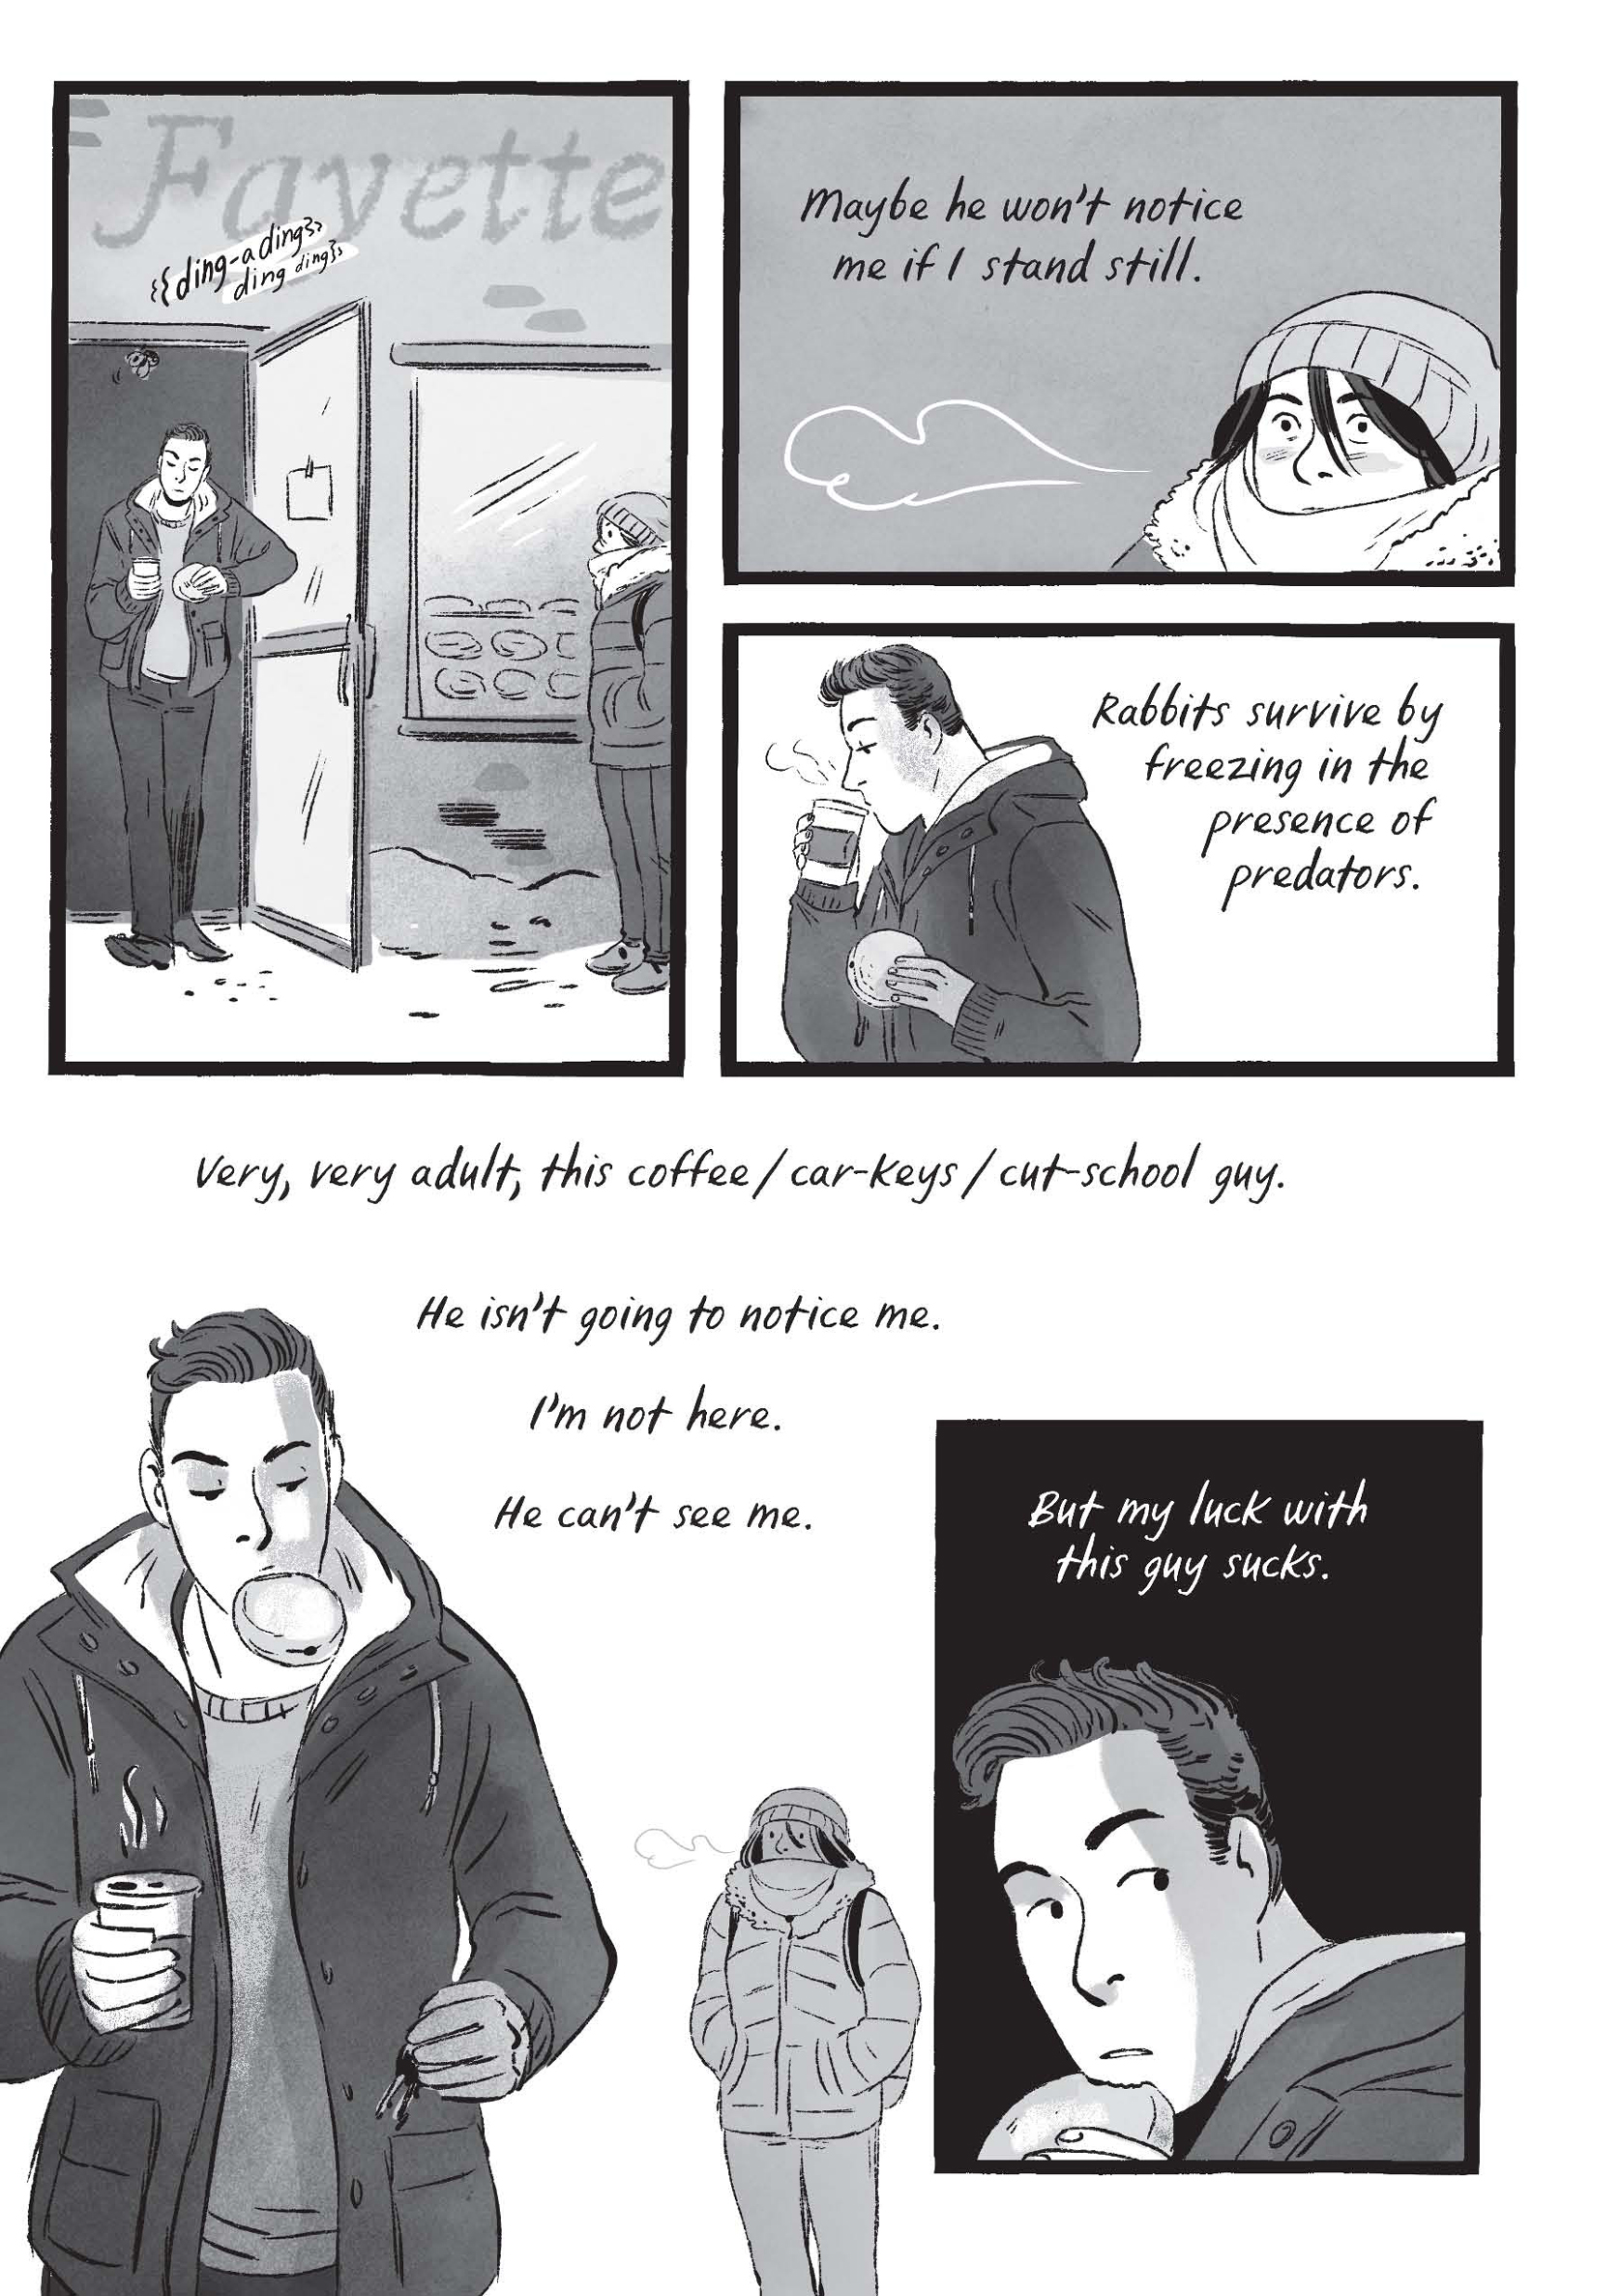 Fayette
{{ding-a ding}}
ding ding}}
Maybe he won't notice
me if I stand still.
Rabbits survive by
freezing in the
presence of
predators.
Very, very adult, this coffee/car-keys/cut-school guy.
He isn't going to notice me.
I'm not here.
He can't see me.
But my luck with
this guy sucks.